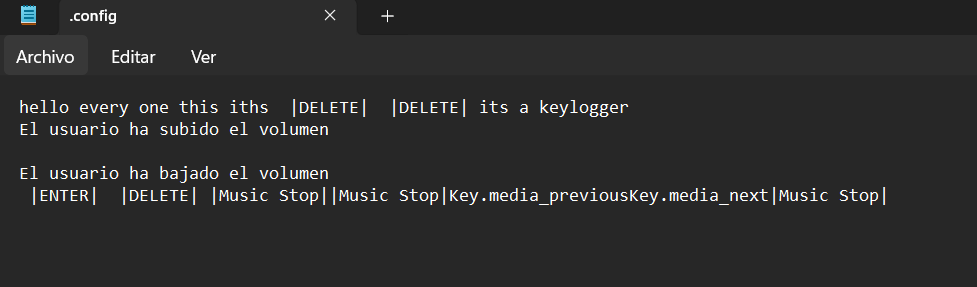 .config
Archivo Editar Ver
hello every one this iths  |DELETE|  |DELETE| its a keylogger
El usuario ha subido el volumen
El usuario ha bajado el volumen
|ENTER|  |DELETE| |Music Stop||Music Stop|Key.media_previousKey.media_next|Music Stop|